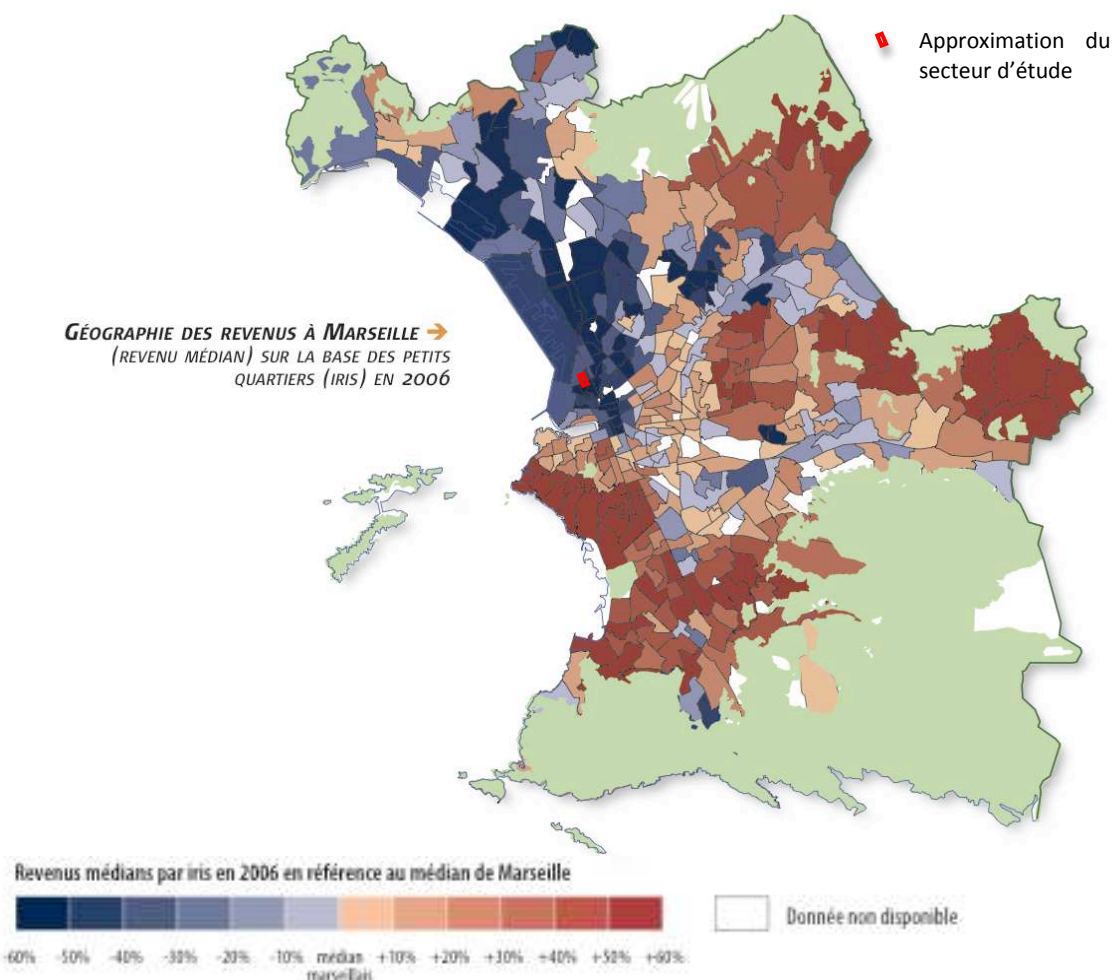 Approximation du
secteur d'étude
GÉOGRAPHIE DES REVENUS À MARSEILLE →
(REVENU MÉDIAN) SUR LA BASE DES PETITS
QUARTIERS (IRIS) EN 2006
Revenus médians par iris en 2006 en référence au médian de Marseille
-60% -50% -40% -30% -20% -10% médian +10% +20% +30% +40% +50% +60%
marseillais
Donnée non disponible